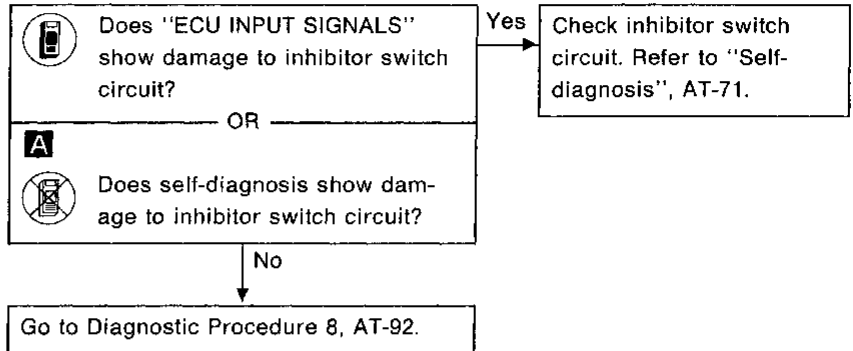 Does "ECU INPUT SIGNALS"
show damage to inhibitor switch
circuit?
Yes
Check inhibitor switch
circuit. Refer to "Self-
diagnosis", AT-71.
OR
A
Does self-diagnosis show dam-
age to inhibitor switch circuit?
No
Go to Diagnostic Procedure 8, AT-92.